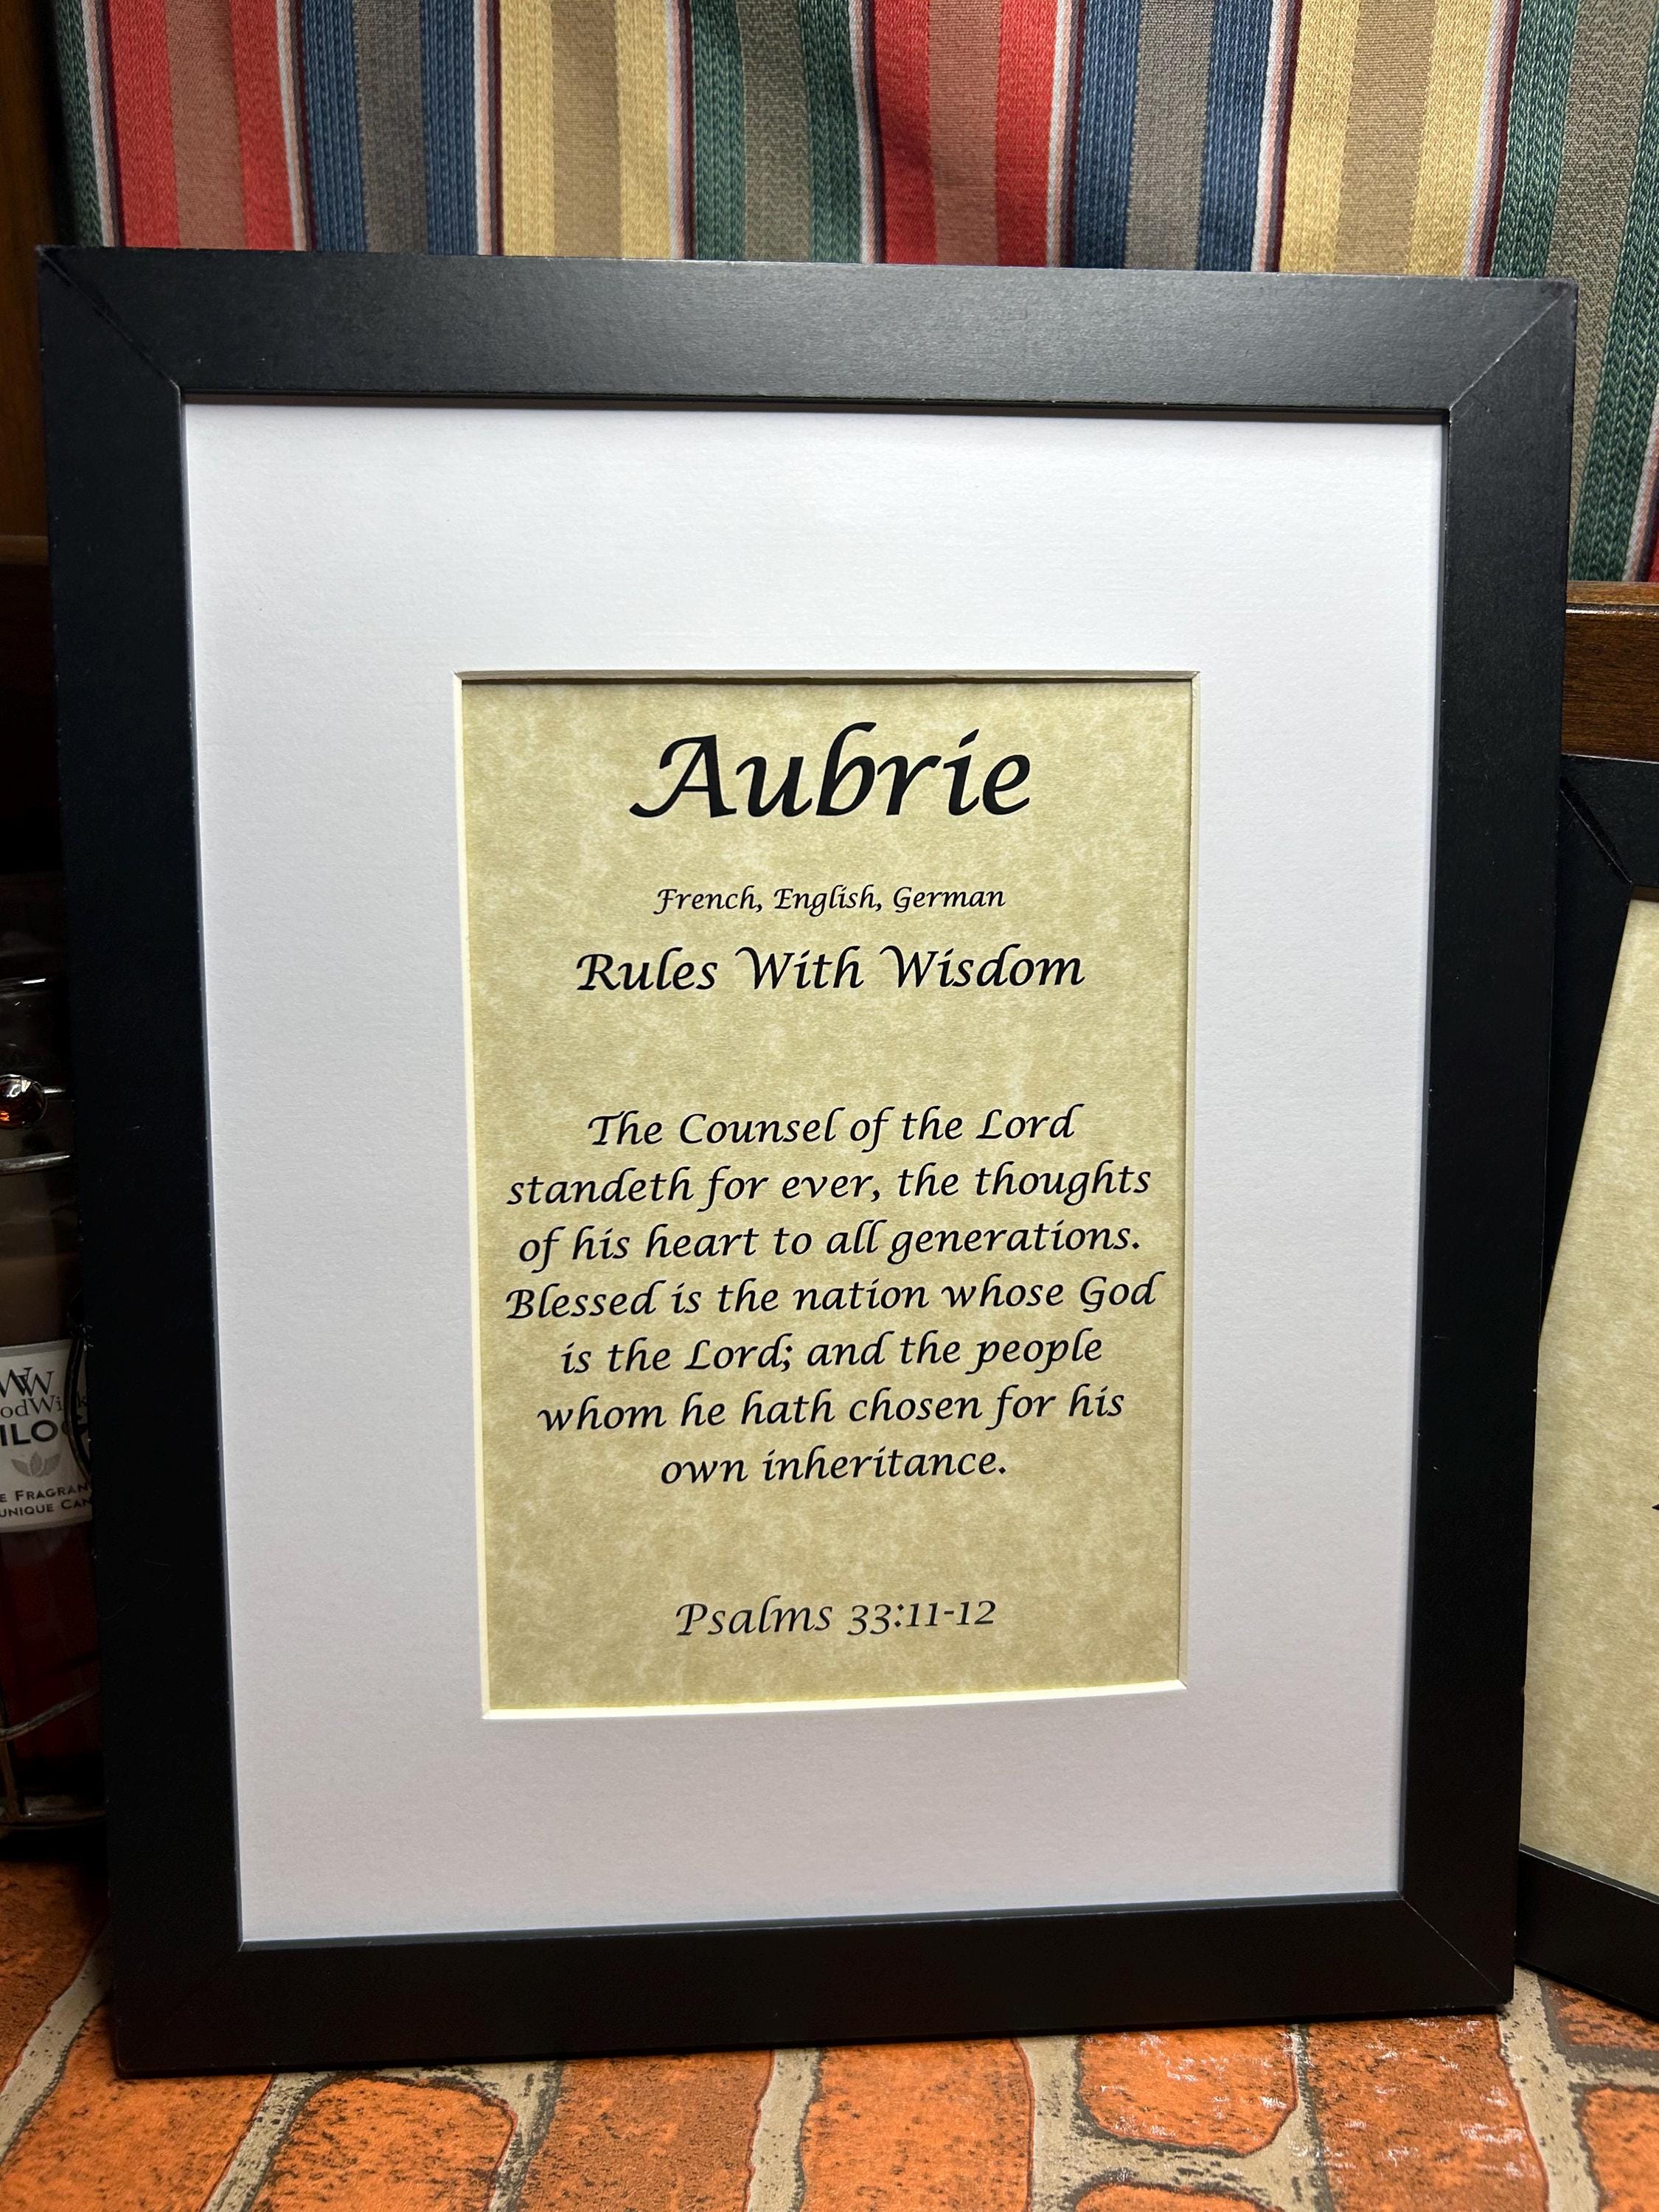 Aubrie
French, English, German
Rules With Wisdom
The Counsel of the Lord
standeth for ever, the thoughts
of his heart to all generations.
Blessed is the nation whose God
is the Lord; and the people
whom he hath chosen for his
own inheritance.
Psalms 33:11-12
WW